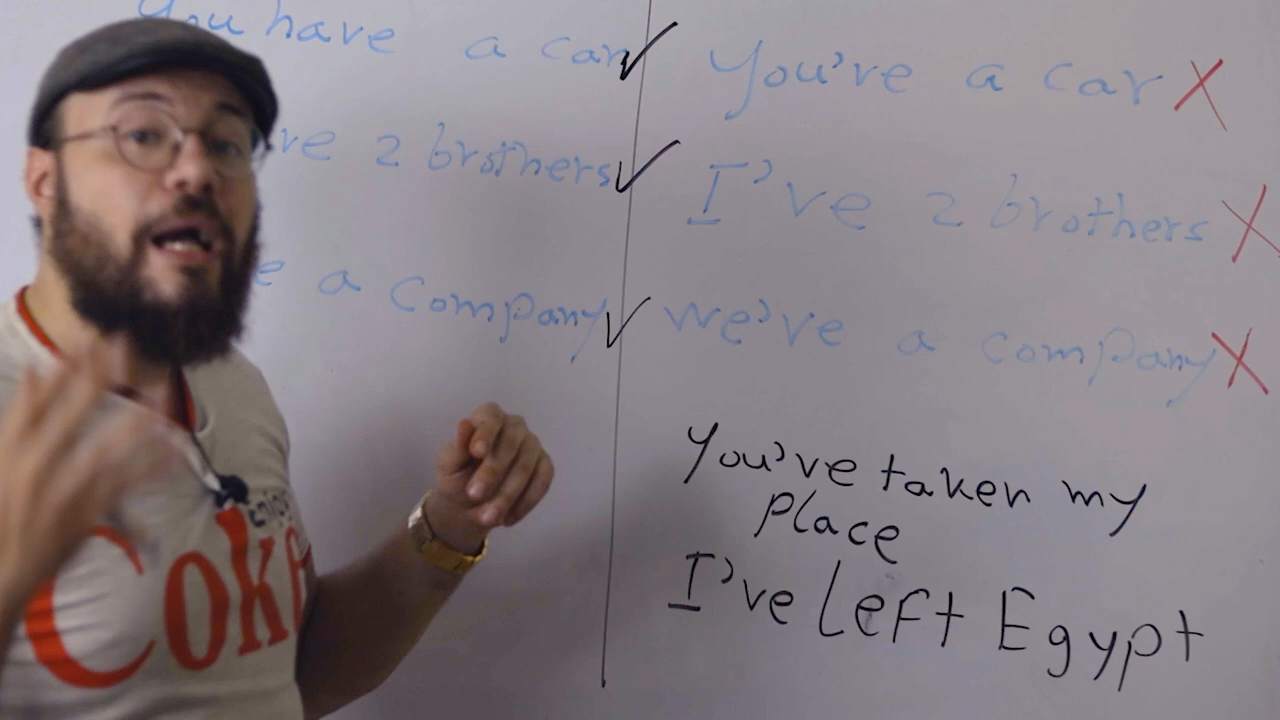 You have a car
ve 2 brothers
e a company
You've a car
I've 2 brothers
we've a company
You've taken my
place
I've Left Egypt
enjoy
Coke